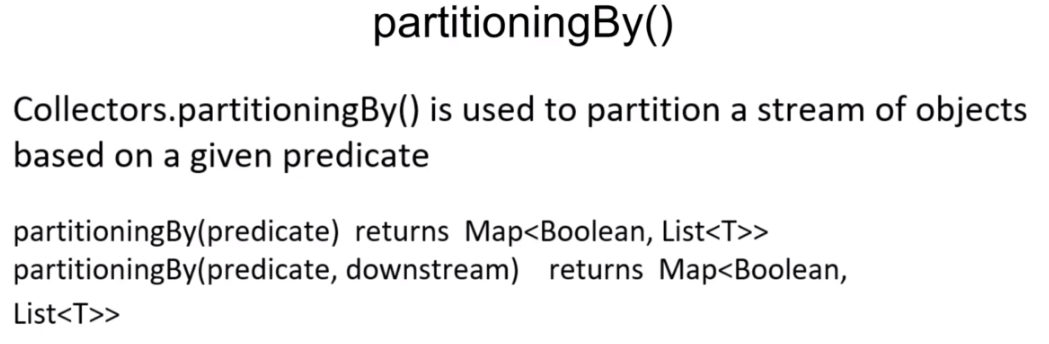 partitioningBy()
Collectors.partitioningBy() is used to partition a stream of objects
based on a given predicate
partitioningBy(predicate) returns Map<Boolean, List<T>>
partitioningBy(predicate, downstream) returns Map<Boolean,
List<T>>